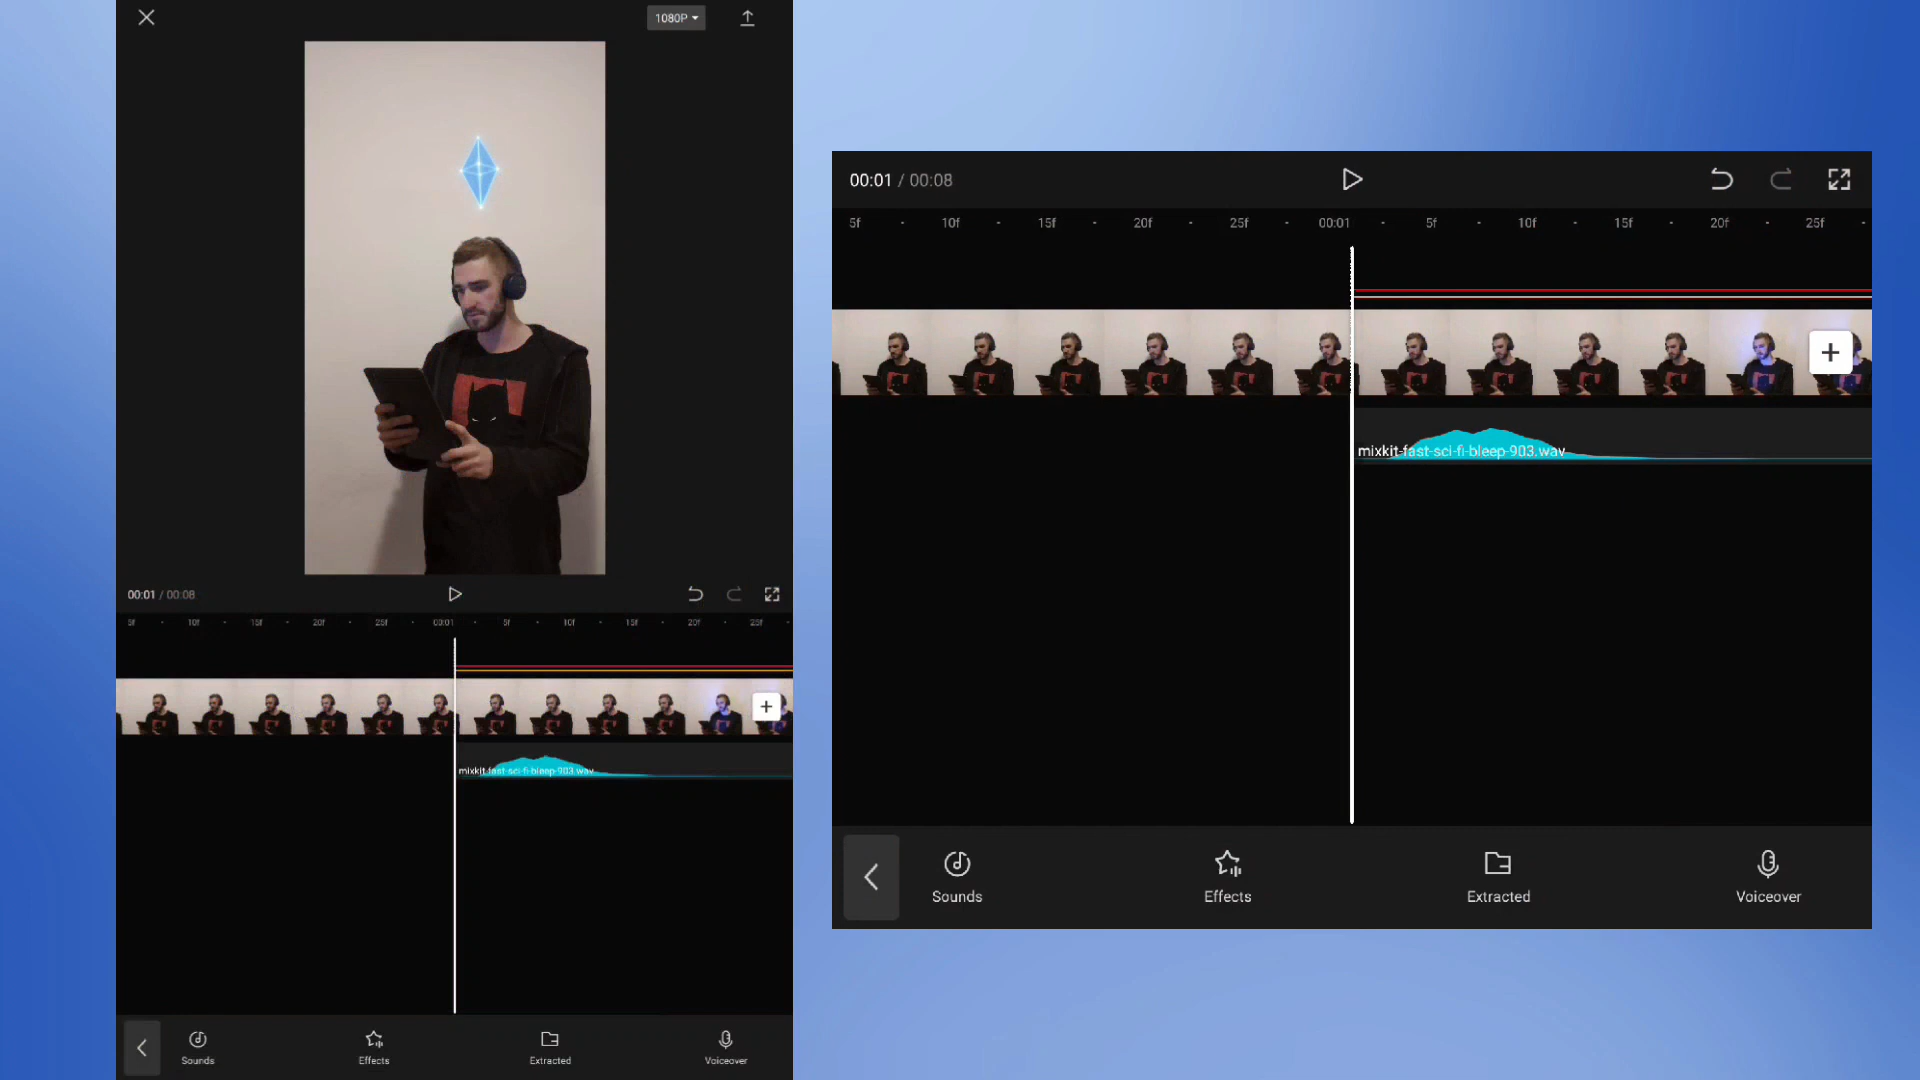 1080P
00:01 / 00:08
5f 10f 15f 20f 25f 00:01 5f 10f 15f 20f 25f
mixkit-fast-sci-fi-bleep-903.wav
Sounds Effects Extracted Voiceover
00:01 / 00:08
5f 10f 15f 20f 25f 00:01 5f 10f 15f 20f 25f
mixkit-fast-sci-fi-bleep-903.wav
Sounds Effects Extracted Voiceover